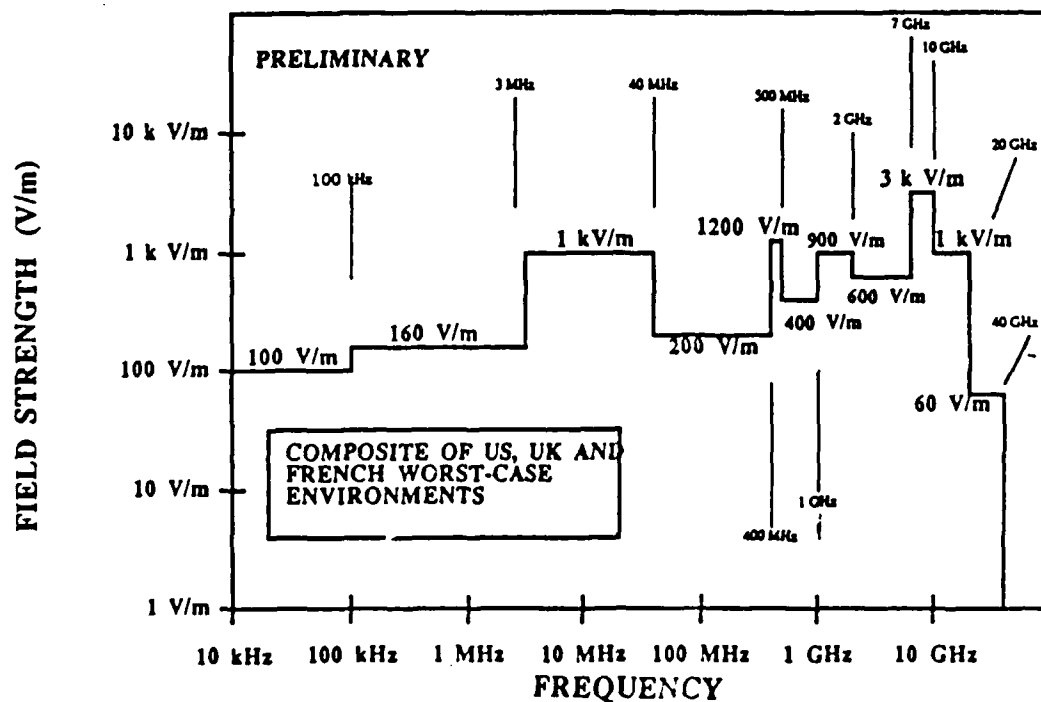 PRELIMINARY
7 GHz
10 GHz
3 MHz
40 MHz
500 MHz
2 GHz
20 GHz
100 kHz
10 k V/m
1 k V/m
100 V/m
10 V/m
1 V/m
FIELD STRENGTH (V/m)
100 V/m
160 V/m
1 kV/m
200 V/m
1200 V/m
400 V/m
900 V/m
600 V/m
3 k V/m
1 kV/m
60 V/m
40 GHz
COMPOSITE OF US, UK AND
FRENCH WORST-CASE
ENVIRONMENTS
400 MHz
1 GHz
10 kHz
100 kHz
1 MHz
10 MHz
100 MHz
1 GHz
10 GHz
FREQUENCY